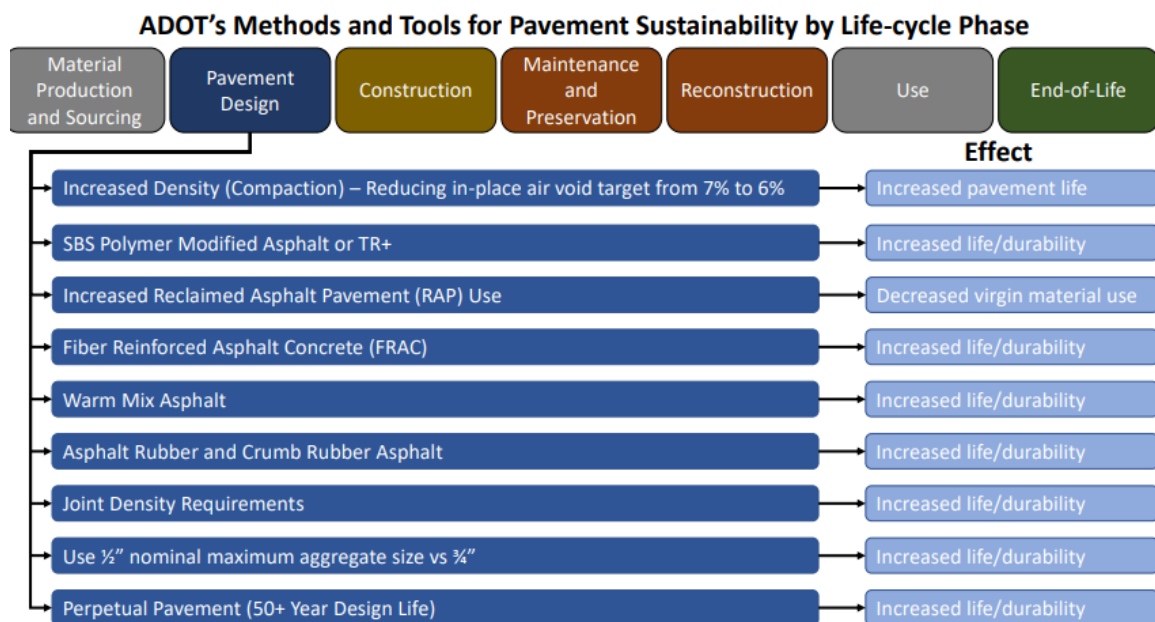 ADOT's Methods and Tools for Pavement Sustainability by Life-cycle Phase
Material
Production
and Sourcing
Pavement
Design
Construction
Maintenance
and
Preservation
Reconstruction
Use
End-of-Life
Effect
Increased Density (Compaction) – Reducing in-place air void target from 7% to 6%
Increased pavement life
SBS Polymer Modified Asphalt or TR+
Increased life/durability
Increased Reclaimed Asphalt Pavement (RAP) Use
Decreased virgin material use
Fiber Reinforced Asphalt Concrete (FRAC)
Increased life/durability
Warm Mix Asphalt
Increased life/durability
Asphalt Rubber and Crumb Rubber Asphalt
Increased life/durability
Joint Density Requirements
Increased life/durability
Use ½” nominal maximum aggregate size vs ¾”
Increased life/durability
Perpetual Pavement (50+ Year Design Life)
Increased life/durability